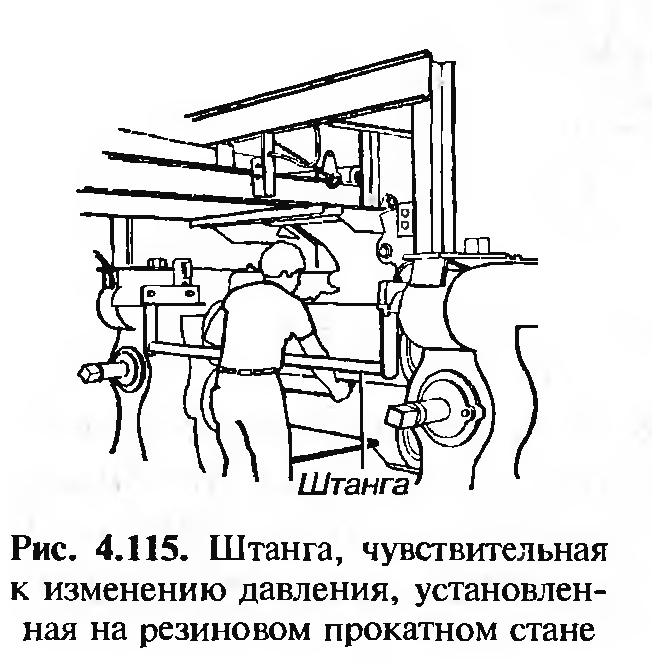 Штанга
Рис. 4.115. Штанга, чувствительная
к изменению давления, установлен-
ная на резиновом прокатном стане